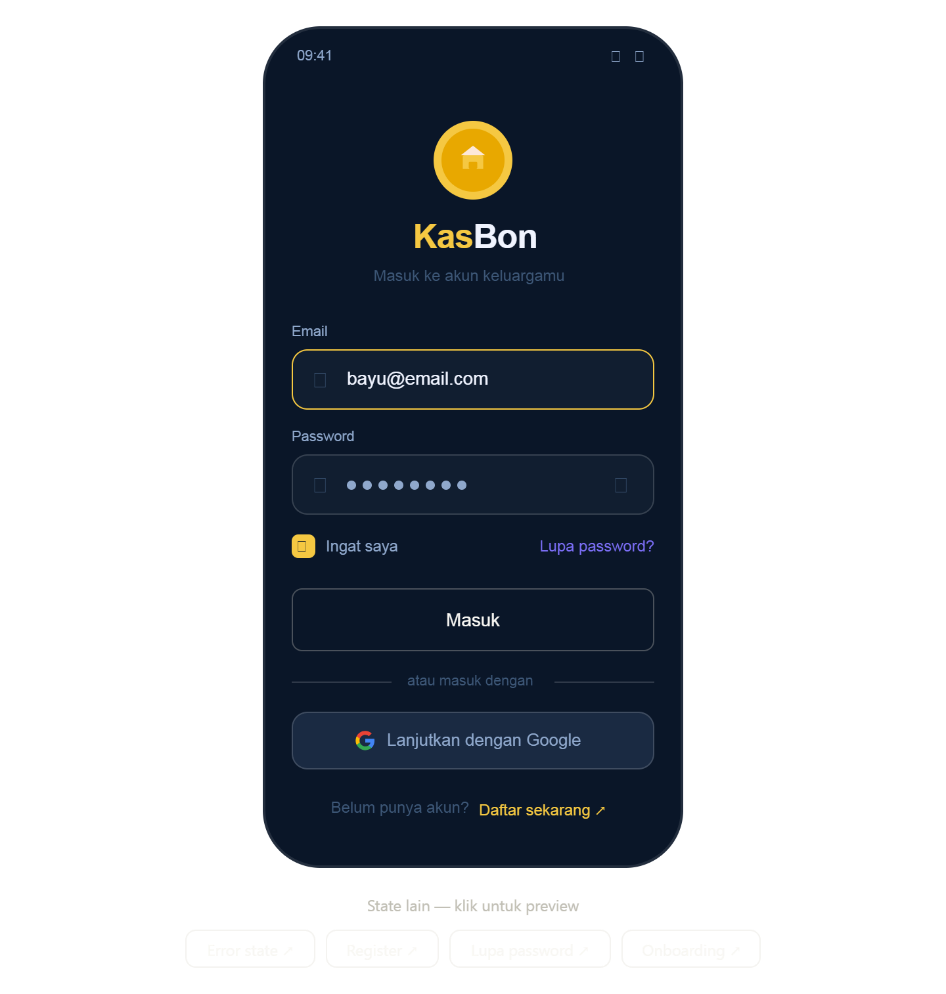 09:41
KasBon
Masuk ke akun keluargamu
Email
bayu@email.com
Password
Ingat saya
Lupa password?
Masuk
atau masuk dengan
Lanjutkan dengan Google
Belum punya akun? Daftar sekarang ↗
State lain — klik untuk preview
Error state ↗
Register ↗
Lupa password ↗
Onboarding ↗